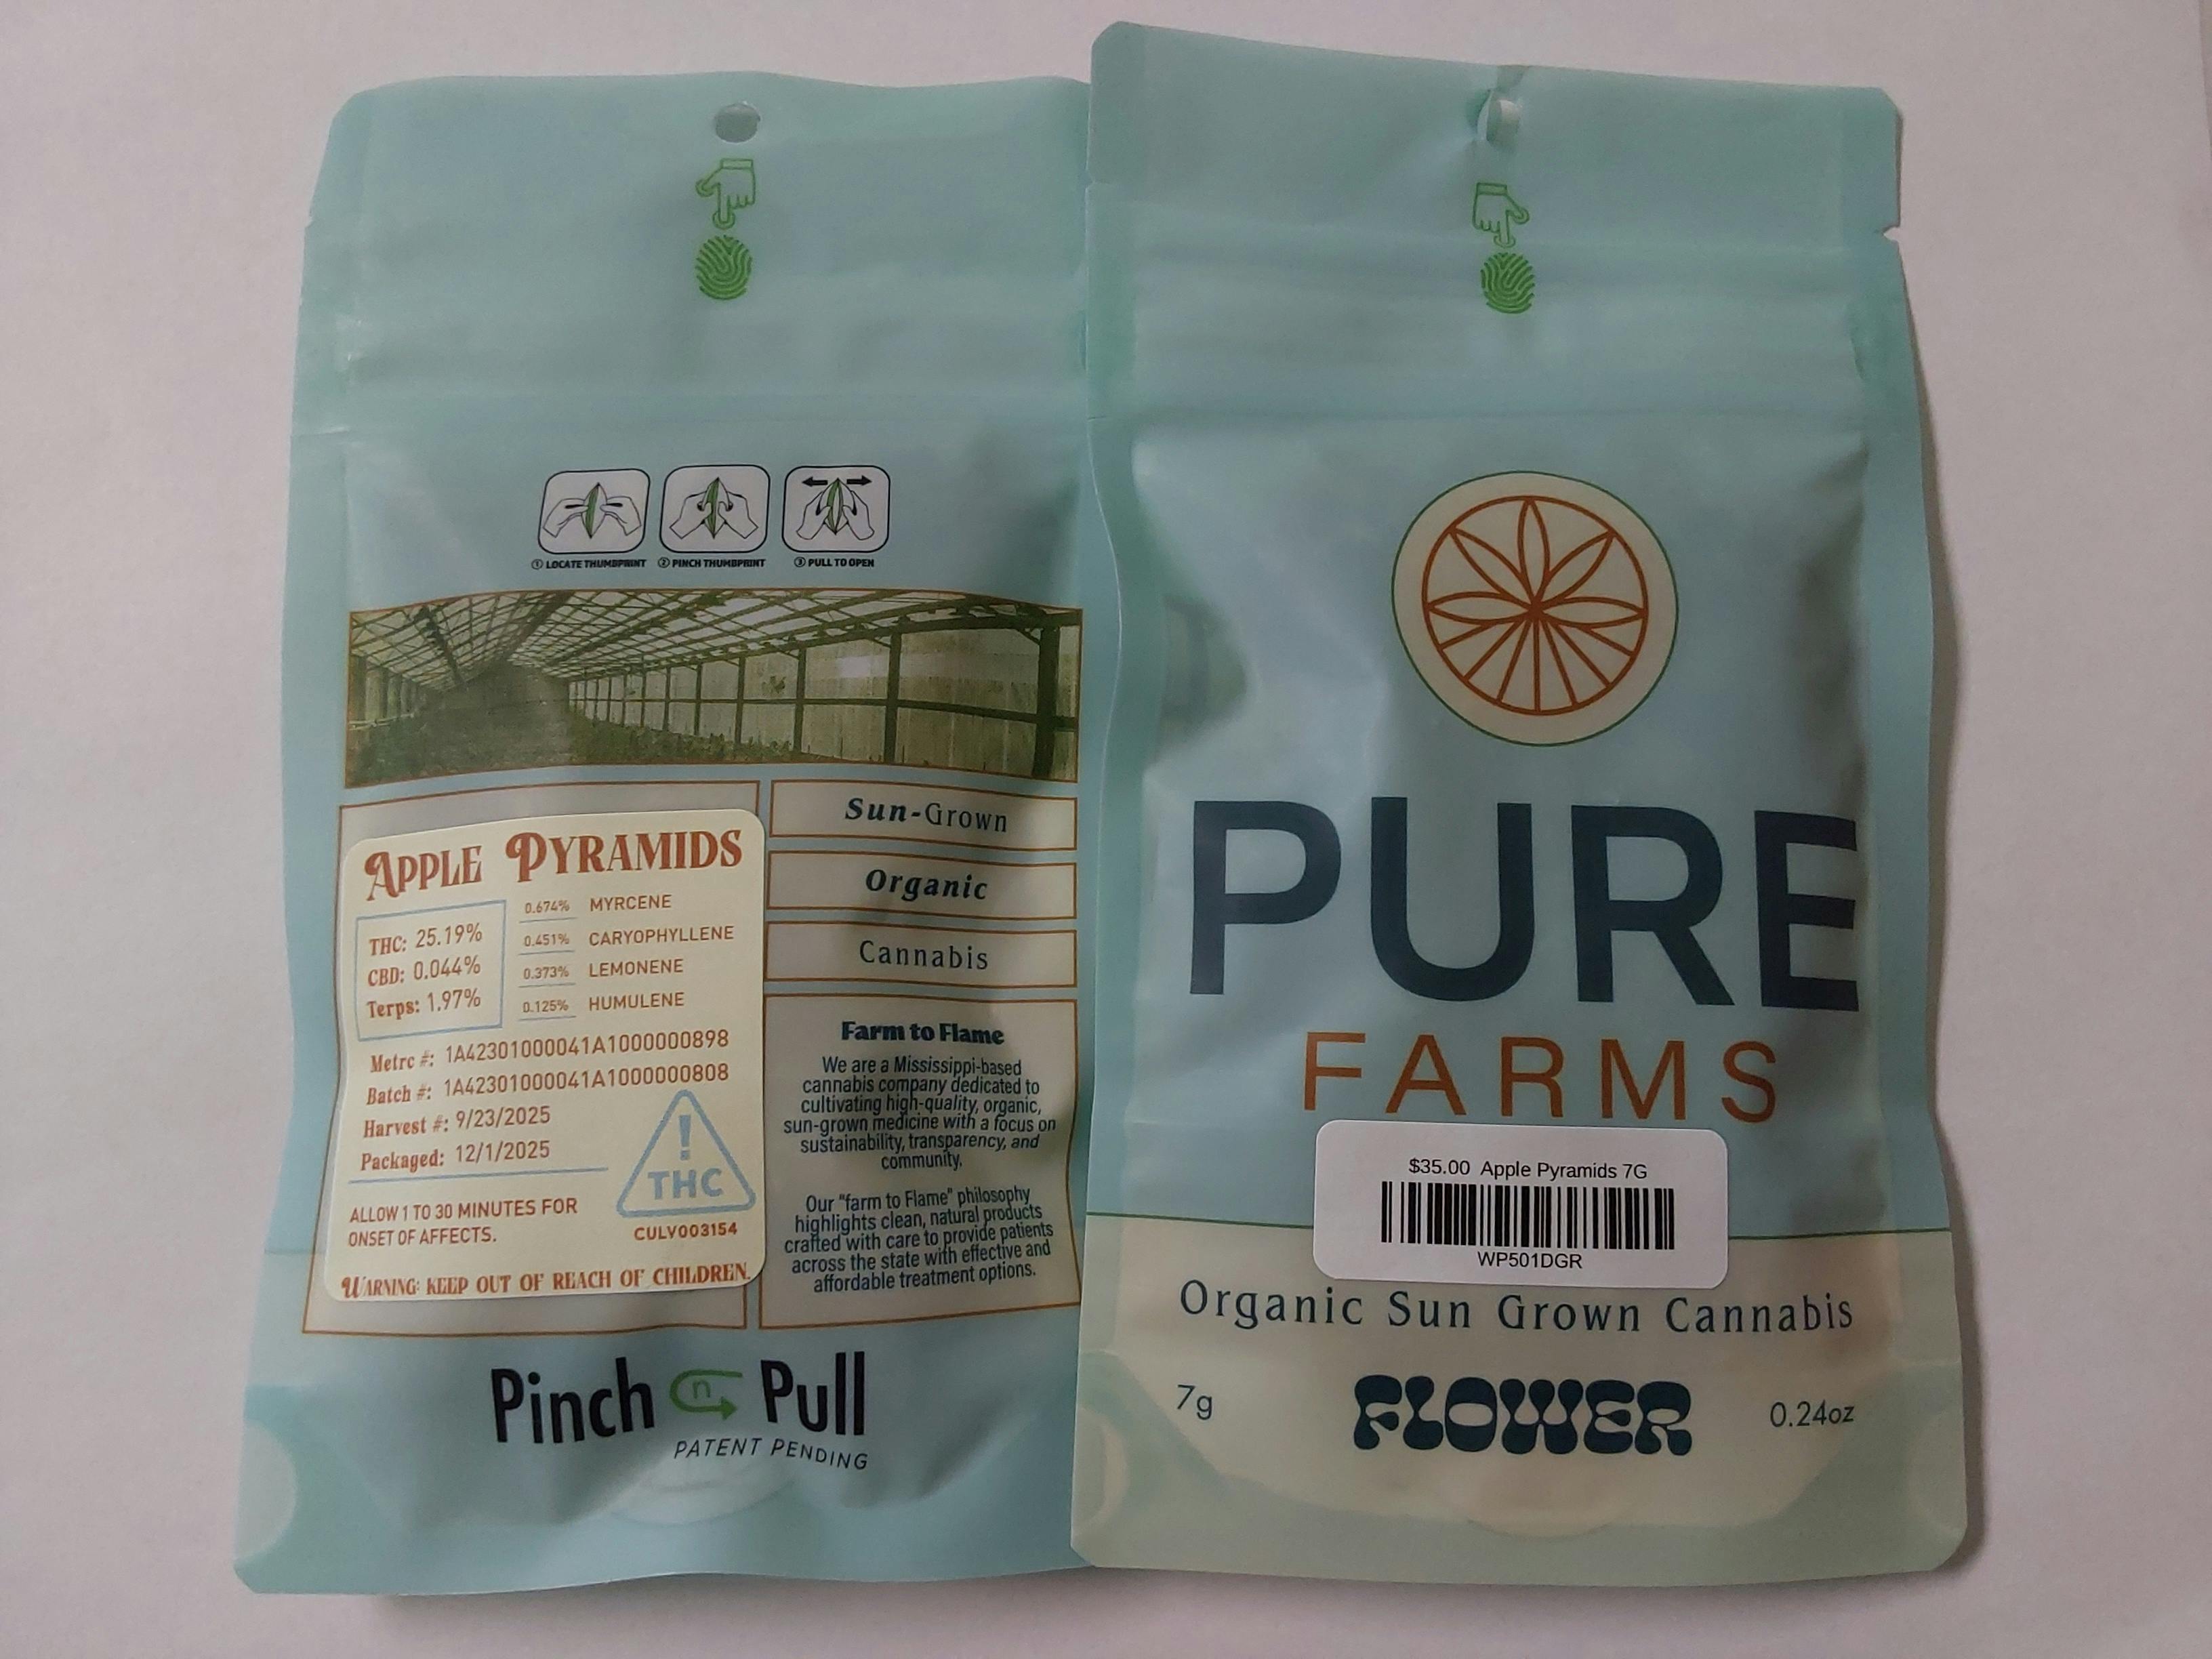 ① LOCATE THUMBPRINT ② PINCH THUMBPRINT ③ PULL TO OPEN
Sun-Grown
Organic
Cannabis
APPLE PYRAMIDS
THC: 25.19%
CBD: 0.044%
Terps: 1.97%
0.674% MYRCENE
0.451% CARYOPHYLLENE
0.373% LEMONENE
0.125% HUMULENE
Metrc #: 1A42301000041A1000000898
Batch #: 1A42301000041A1000000808
Harvest #: 9/23/2025
Packaged: 12/1/2025
! THC
ALLOW 1 TO 30 MINUTES FOR
ONSET OF AFFECTS.
CULV003154
WARNING: KEEP OUT OF REACH OF CHILDREN.
Farm to Flame
We are a Mississippi-based
cannabis company dedicated to
cultivating high-quality, organic,
sun-grown medicine with a focus on
sustainability, transparency, and
community.
Our "farm to Flame" philosophy
highlights clean, natural products
crafted with care to provide patients
across the state with effective and
affordable treatment options.
Pinch n Pull
PATENT PENDING
PURE
FARMS
$35.00 Apple Pyramids 7G
WP501DGR
Organic Sun Grown Cannabis
7g FLOWER 0.24oz